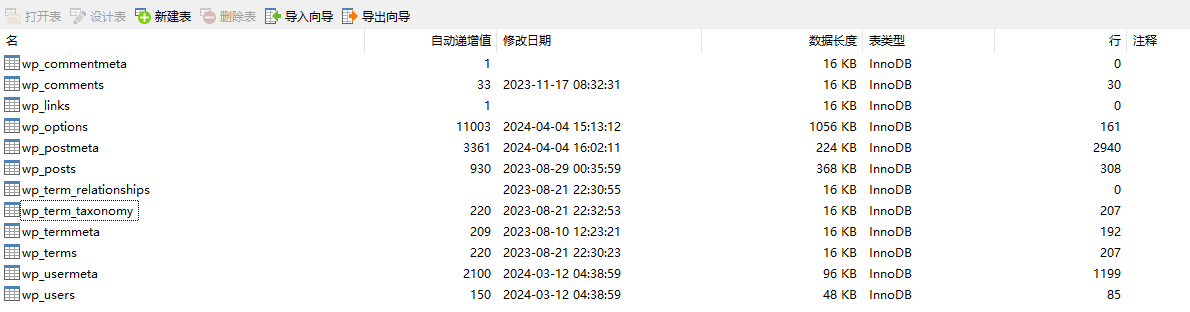 打开表 设计表 新建表 删除表 导入向导 导出向导
名 自动递增值 修改日期 数据长度 表类型 行 注释
wp_commentmeta 1 16 KB InnoDB 0
wp_comments 33 2023-11-17 08:32:31 16 KB InnoDB 30
wp_links 1 16 KB InnoDB 0
wp_options 11003 2024-04-04 15:13:12 1056 KB InnoDB 161
wp_postmeta 3361 2024-04-04 16:02:11 224 KB InnoDB 2940
wp_posts 930 2023-08-29 00:35:59 368 KB InnoDB 308
wp_term_relationships 2023-08-21 22:30:55 16 KB InnoDB 0
wp_term_taxonomy 220 2023-08-21 22:32:53 16 KB InnoDB 207
wp_termmeta 209 2023-08-10 12:23:21 16 KB InnoDB 192
wp_terms 220 2023-08-21 22:30:23 16 KB InnoDB 207
wp_usermeta 2100 2024-03-12 04:38:59 96 KB InnoDB 1199
wp_users 150 2024-03-12 04:38:59 48 KB InnoDB 85